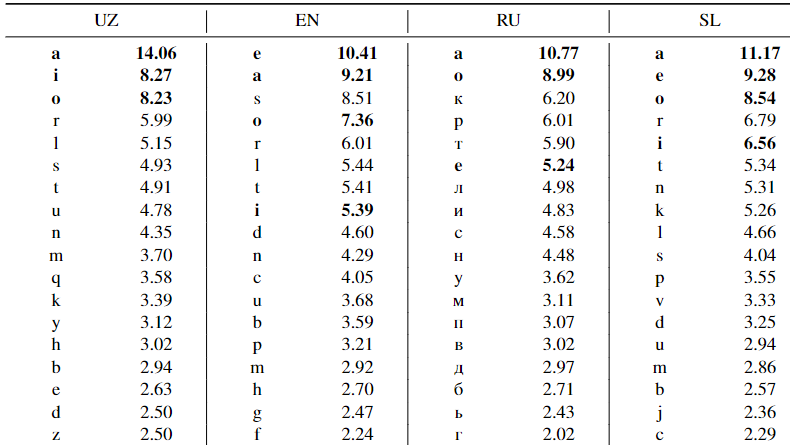 UZ EN RU SL
a 14.06 e 10.41 а 10.77 a 11.17
i 8.27 a 9.21 о 8.99 e 9.28
o 8.23 s 8.51 к 6.20 o 8.54
r 5.99 o 7.36 р 6.01 r 6.79
l 5.15 r 6.01 т 5.90 i 6.56
s 4.93 l 5.44 е 5.24 t 5.34
t 4.91 t 5.41 л 4.98 n 5.31
u 4.78 i 5.39 и 4.83 k 5.26
n 4.35 d 4.60 с 4.58 l 4.66
m 3.70 n 4.29 н 4.48 s 4.04
q 3.58 c 4.05 у 3.62 p 3.55
k 3.39 u 3.68 м 3.11 v 3.33
y 3.12 b 3.59 п 3.07 d 3.25
h 3.02 p 3.21 в 3.02 u 2.94
b 2.94 m 2.92 д 2.97 m 2.86
e 2.63 h 2.70 б 2.71 b 2.57
d 2.50 g 2.47 ь 2.43 j 2.36
z 2.50 f 2.24 г 2.02 c 2.29